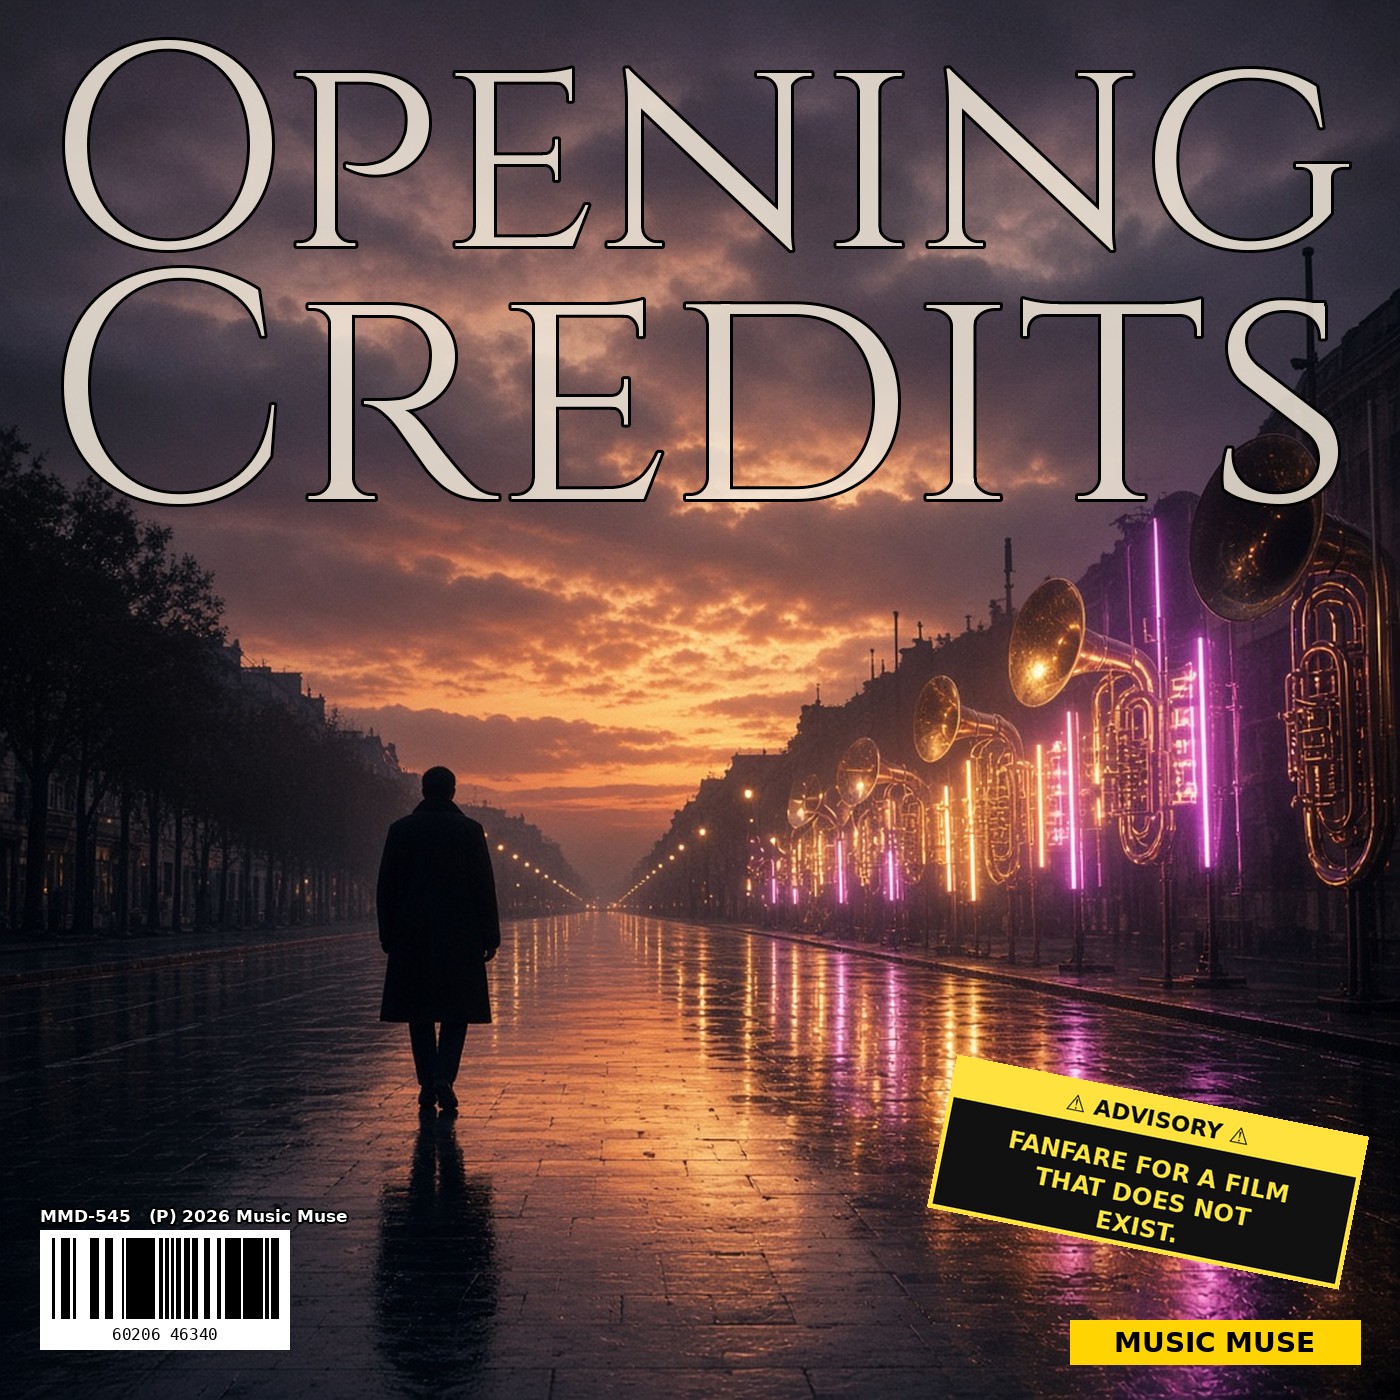 OPENING
CREDITS
⚠ ADVISORY ⚠
FANFARE FOR A FILM
THAT DOES NOT
EXIST.
MMD-545 (P) 2026 Music Muse
60206 46340
MUSIC MUSE